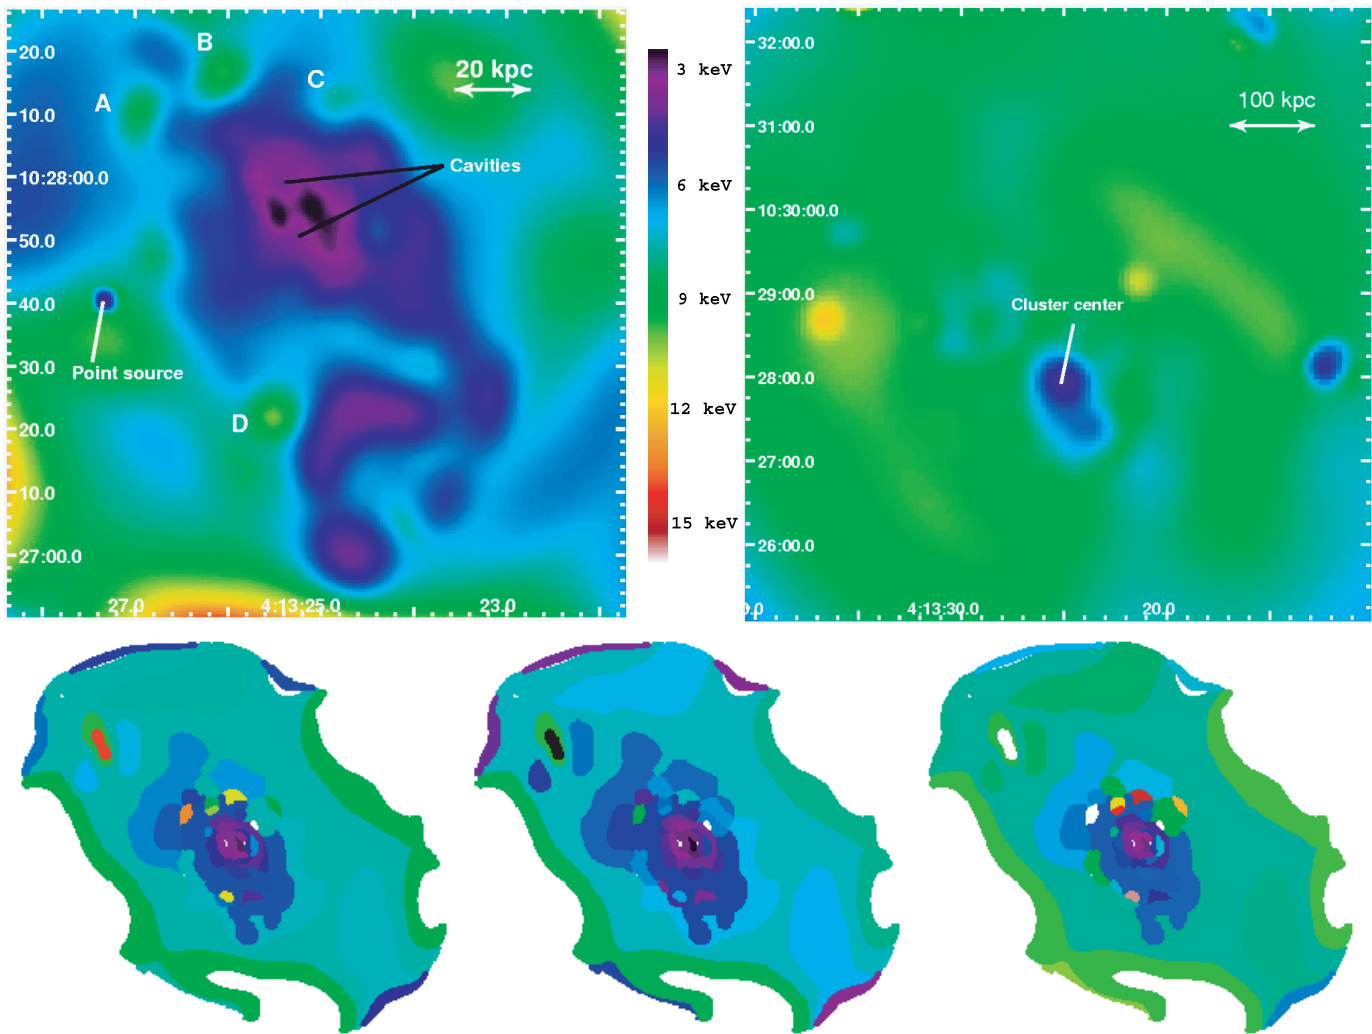 B
A
C
20 kpc
20.0
10.0
Cavities
10:28:00.0
50.0
40.0
Point source
30.0
D
20.0
10.0
27:00.0
27.0
4:13:25.0
23.0
3 keV
6 keV
9 keV
12 keV
15 keV
32:00.0
100 kpc
31:00.0
10:30:00.0
29:00.0
Cluster center
28:00.0
27:00.0
26:00.0
4:13:30.0
20.0